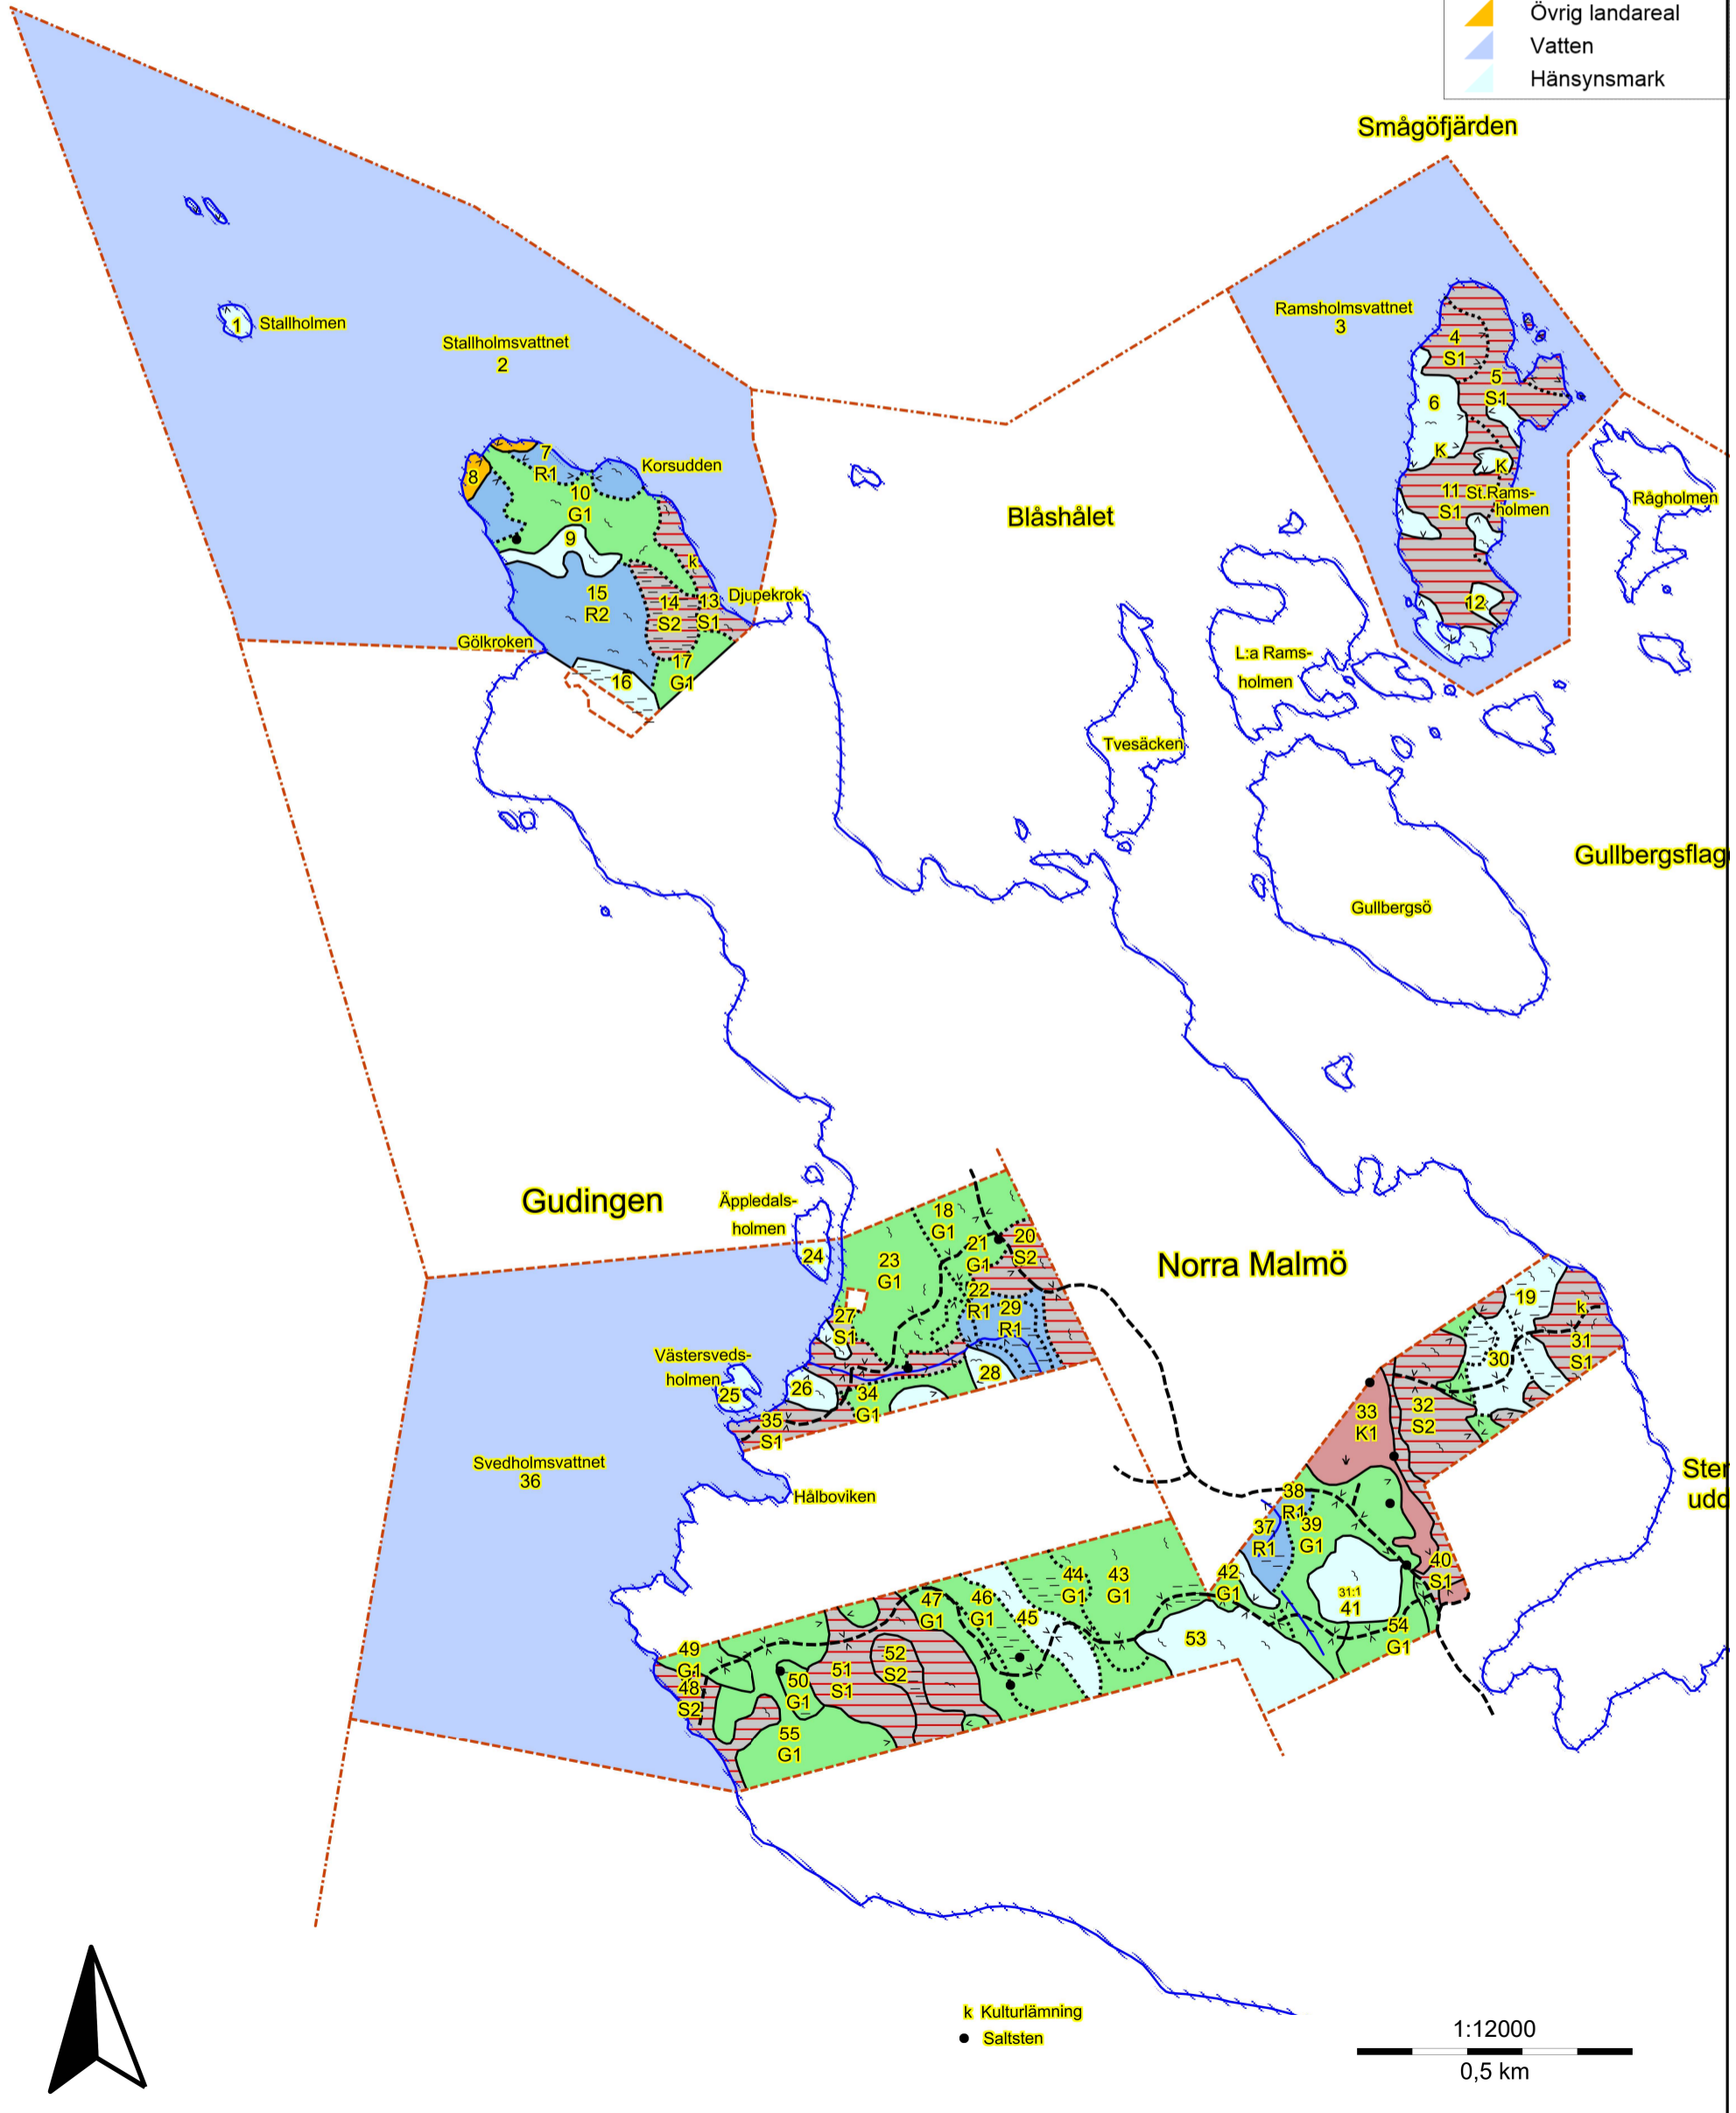 Övrig landareal
Vatten
Hänsynsmark
Smågöfjärden
Ramsholmsvattnet
3
1 Stallholmen
Stallholmsvattnet
2
4
S1
5
S1
6
K
K
11
S1
St.Rams-
holmen
12
Rågholmen
7
R1
8
Korsudden
10
G1
9
k
15
R2
14
S2
13
S1
Djupekrok
Gölkroken
17
G1
16
Blåshålet
L:a Rams-
holmen
Tvesäcken
Gullbergsflag
Gullbergsö
Gudingen
Äppledals-
holmen
24
18
G1
23
G1
21
G1
20
S2
22
R1
29
R1
27
S1
Västersveds-
holmen
25
26
28
34
G1
35
S1
Norra Malmö
19
k
31
S1
30
33
K1
32
S2
Svedholmsvattnet
36
Hålboviken
Ster
udd
38
R1
37
R1
39
G1
40
S1
42
G1
31:1
41
54
G1
44
G1
43
G1
47
G1
46
G1
45
53
49
G1
48
S2
50
G1
51
S1
52
S2
55
G1
k Kulturlämning
Saltsten
1:12000
0,5 km